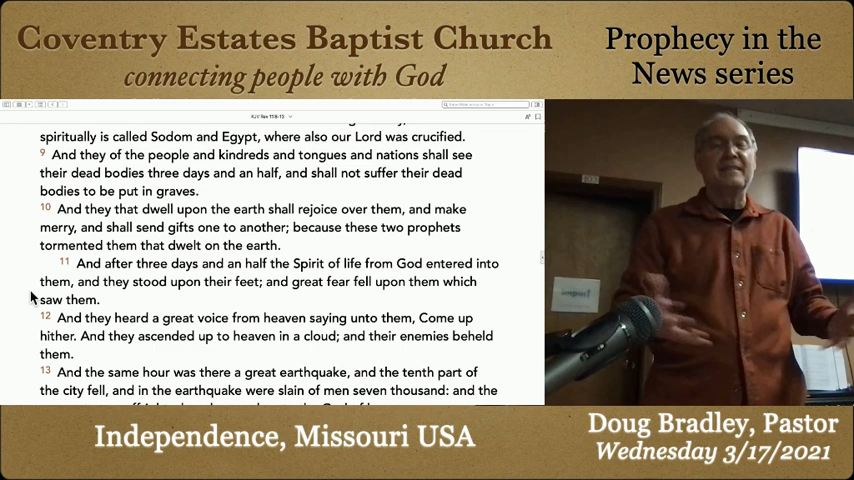 Coventry Estates Baptist Church
connecting people with God
Prophecy in the
News series
KJV Rev 11:8-13
spiritually is called Sodom and Egypt, where also our Lord was crucified.
9 And they of the people and kindreds and tongues and nations shall see
their dead bodies three days and an half, and shall not suffer their dead
bodies to be put in graves.
10 And they that dwell upon the earth shall rejoice over them, and make
merry, and shall send gifts one to another; because these two prophets
tormented them that dwelt on the earth.
11 And after three days and an half the Spirit of life from God entered into
them, and they stood upon their feet; and great fear fell upon them which
saw them.
12 And they heard a great voice from heaven saying unto them, Come up
hither. And they ascended up to heaven in a cloud; and their enemies beheld
them.
13 And the same hour was there a great earthquake, and the tenth part of
the city fell, and in the earthquake were slain of men seven thousand: and the
Independence, Missouri USA
Doug Bradley, Pastor
Wednesday 3/17/2021